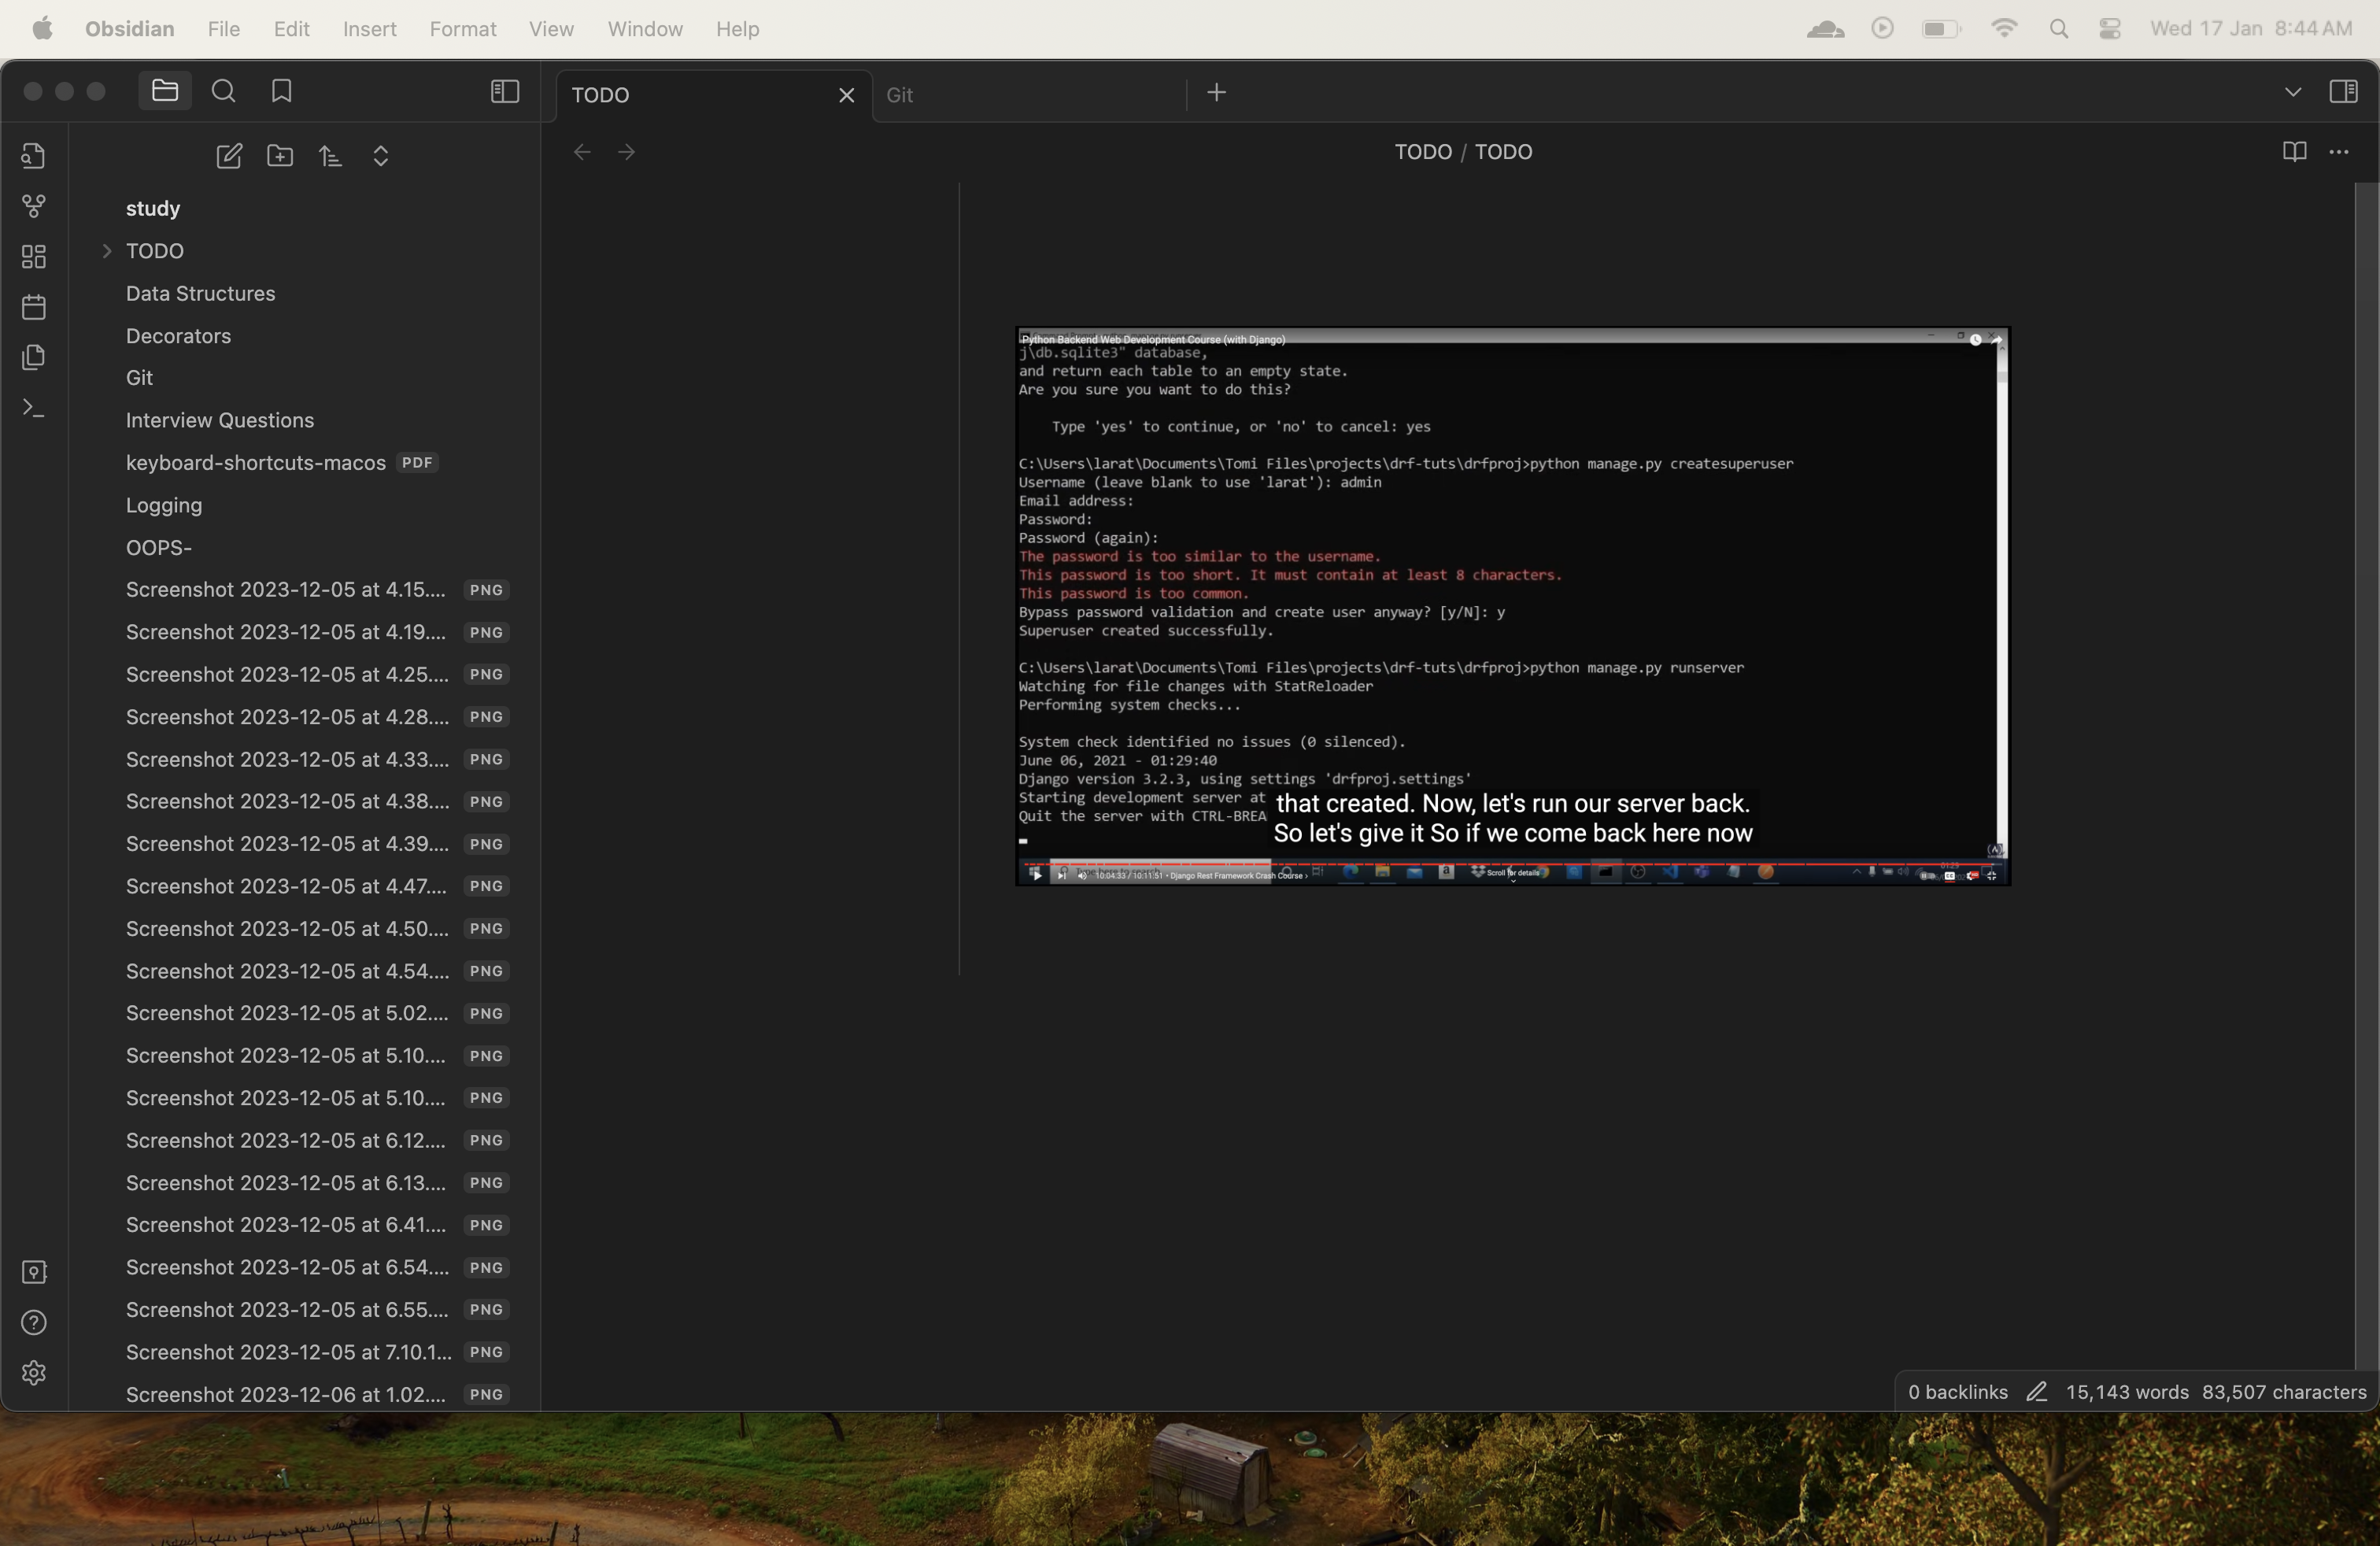 Obsidian File Edit Insert Format View Window Help Wed 17 Jan 8:44 AM
TODO Git
TODO / TODO
study
TODO
Data Structures
Decorators
Git
Interview Questions
keyboard-shortcuts-macos PDF
Logging
OOPS-
Screenshot 2023-12-05 at 4.15.... PNG
Screenshot 2023-12-05 at 4.19.... PNG
Screenshot 2023-12-05 at 4.25.... PNG
Screenshot 2023-12-05 at 4.28.... PNG
Screenshot 2023-12-05 at 4.33.... PNG
Screenshot 2023-12-05 at 4.38.... PNG
Screenshot 2023-12-05 at 4.39.... PNG
Screenshot 2023-12-05 at 4.47.... PNG
Screenshot 2023-12-05 at 4.50.... PNG
Screenshot 2023-12-05 at 4.54.... PNG
Screenshot 2023-12-05 at 5.02.... PNG
Screenshot 2023-12-05 at 5.10.... PNG
Screenshot 2023-12-05 at 5.10.... PNG
Screenshot 2023-12-05 at 6.12.... PNG
Screenshot 2023-12-05 at 6.13.... PNG
Screenshot 2023-12-05 at 6.41.... PNG
Screenshot 2023-12-05 at 6.54.... PNG
Screenshot 2023-12-05 at 6.55.... PNG
Screenshot 2023-12-05 at 7.10.1... PNG
Screenshot 2023-12-06 at 1.02.... PNG
Python Backend Web Development Course (with Django)
j\db.sqlite3" database,
and return each table to an empty state.
Are you sure you want to do this?
Type 'yes' to continue, or 'no' to cancel: yes
C:\Users\larat\Documents\Tomi Files\projects\drf-tuts\drfproj>python manage.py createsuperuser
Username (leave blank to use 'larat'): admin
Email address:
Password:
Password (again):
The password is too similar to the username.
This password is too short. It must contain at least 8 characters.
This password is too common.
Bypass password validation and create user anyway? [y/N]: y
Superuser created successfully.
C:\Users\larat\Documents\Tomi Files\projects\drf-tuts\drfproj>python manage.py runserver
Watching for file changes with StatReloader
Performing system checks...
System check identified no issues (0 silenced).
June 06, 2021 - 01:29:40
Django version 3.2.3, using settings 'drfproj.settings'
Starting development server at
Quit the server with CTRL-BREA
that created. Now, let's run our server back.
So let's give it So if we come back here now
10:04:33 / 10:11:51 • Django Rest Framework Crash Course ›
Scroll for details
0 backlinks 15,143 words 83,507 characters